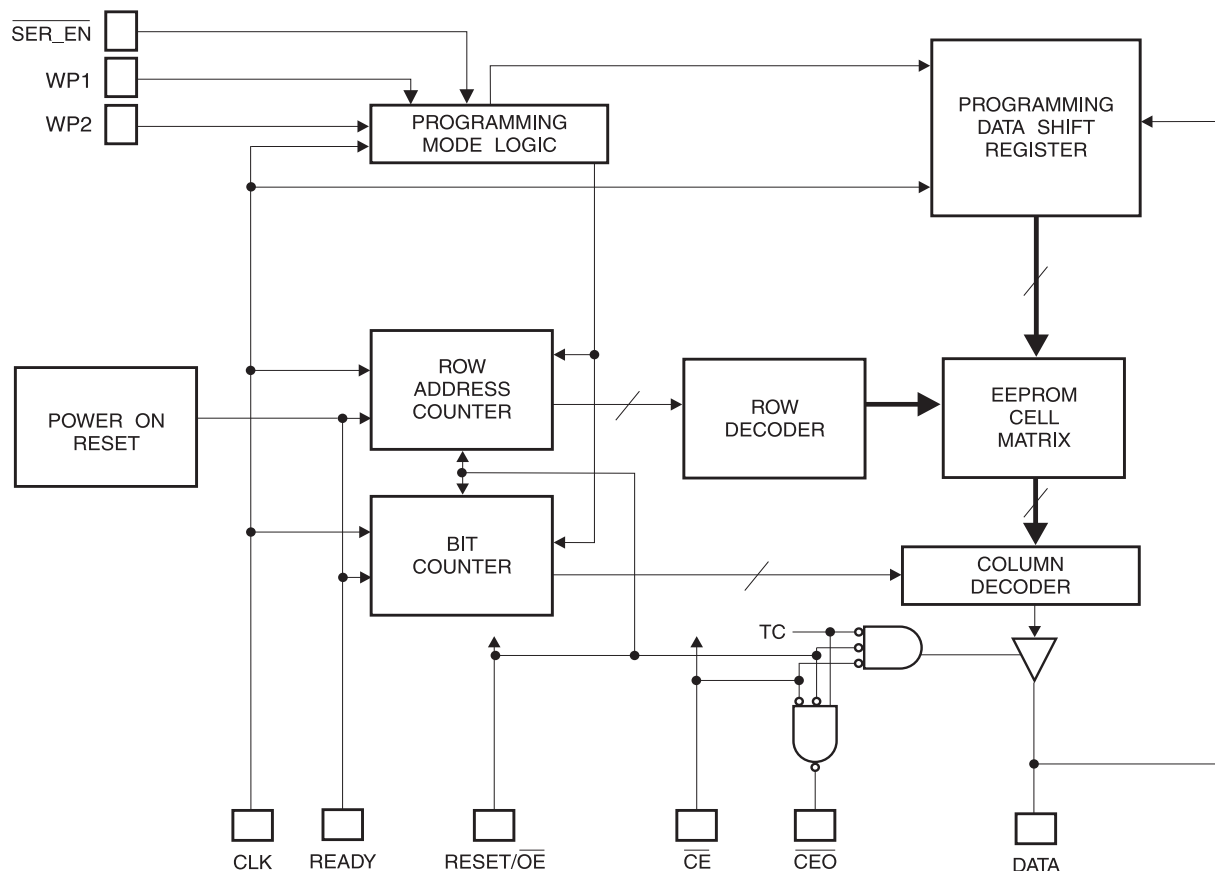 SER_EN
WP1
WP2
PROGRAMMING
MODE LOGIC
PROGRAMMING
DATA SHIFT
REGISTER
POWER ON
RESET
ROW
ADDRESS
COUNTER
ROW
DECODER
EEPROM
CELL
MATRIX
BIT
COUNTER
COLUMN
DECODER
TC
CLK
READY
RESET/OE
CE
CEO
DATA